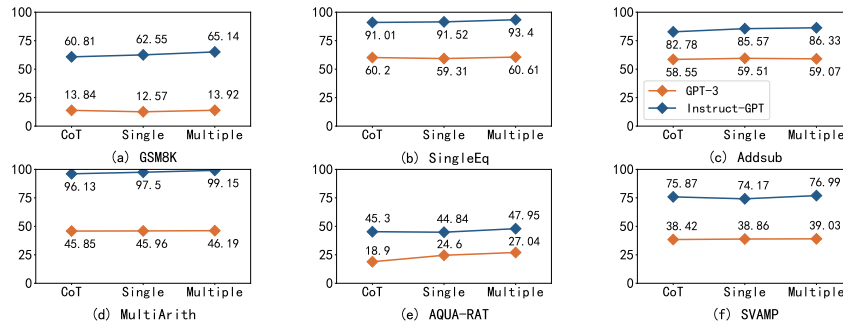 100
75
50
25
0
60.81 62.55 65.14
13.84 12.57 13.92
CoT Single Multiple
(a) GSM8K
100
75
50
25
0
91.01 91.52 93.4
60.2 59.31 60.61
CoT Single Multiple
(b) SingleEq
100
75
50
25
0
82.78 85.57 86.33
58.55 59.51 59.07
GPT-3
Instruct-GPT
CoT Single Multiple
(c) Addsub
100
75
50
25
0
96.13 97.5 99.15
45.85 45.96 46.19
CoT Single Multiple
(d) MultiArith
100
75
50
25
0
45.3 44.84 47.95
18.9 24.6 27.04
CoT Single Multiple
(e) AQUA-RAT
100
75
50
25
0
75.87 74.17 76.99
38.42 38.86 39.03
CoT Single Multiple
(f) SVAMP